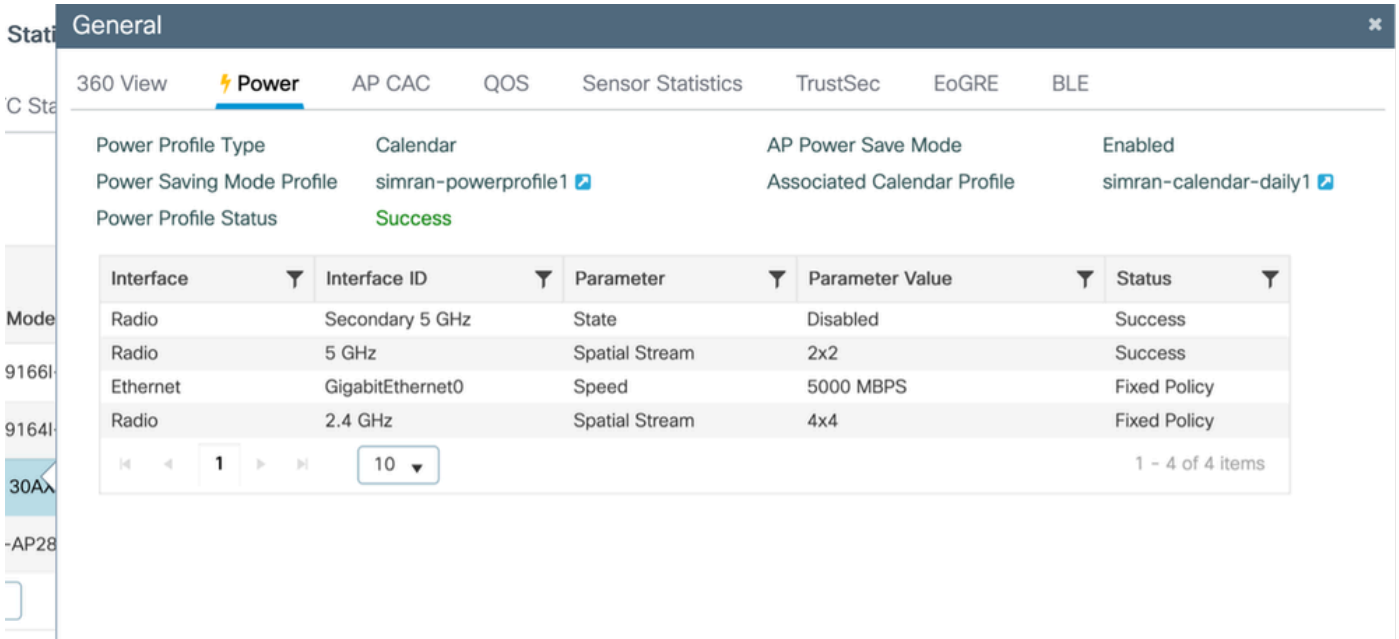 General
360 View Power AP CAC QOS Sensor Statistics TrustSec EoGRE BLE
Power Profile Type Calendar AP Power Save Mode Enabled
Power Saving Mode Profile simran-powerprofile1 Associated Calendar Profile simran-calendar-daily1
Power Profile Status Success
Interface Interface ID Parameter Parameter Value Status
Radio Secondary 5 GHz State Disabled Success
Radio 5 GHz Spatial Stream 2x2 Success
Ethernet GigabitEthernet0 Speed 5000 MBPS Fixed Policy
Radio 2.4 GHz Spatial Stream 4x4 Fixed Policy
1 10 1 - 4 of 4 items
Stati
'C Sta
Mode
9166I-
9164I-
30AX
-AP28